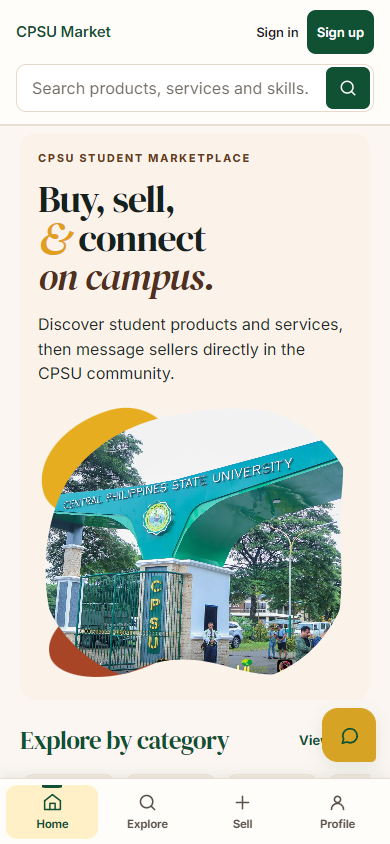 CPSU Market
Sign in
Sign up
Search products, services and skills.
CPSU STUDENT MARKETPLACE
Buy, sell,
& connect
on campus.
Discover student products and services,
then message sellers directly in the
CPSU community.
CENTRAL PHILIPPINES STATE UNIVERSITY
CPSU
Explore by category
Home
Explore
Sell
Profile